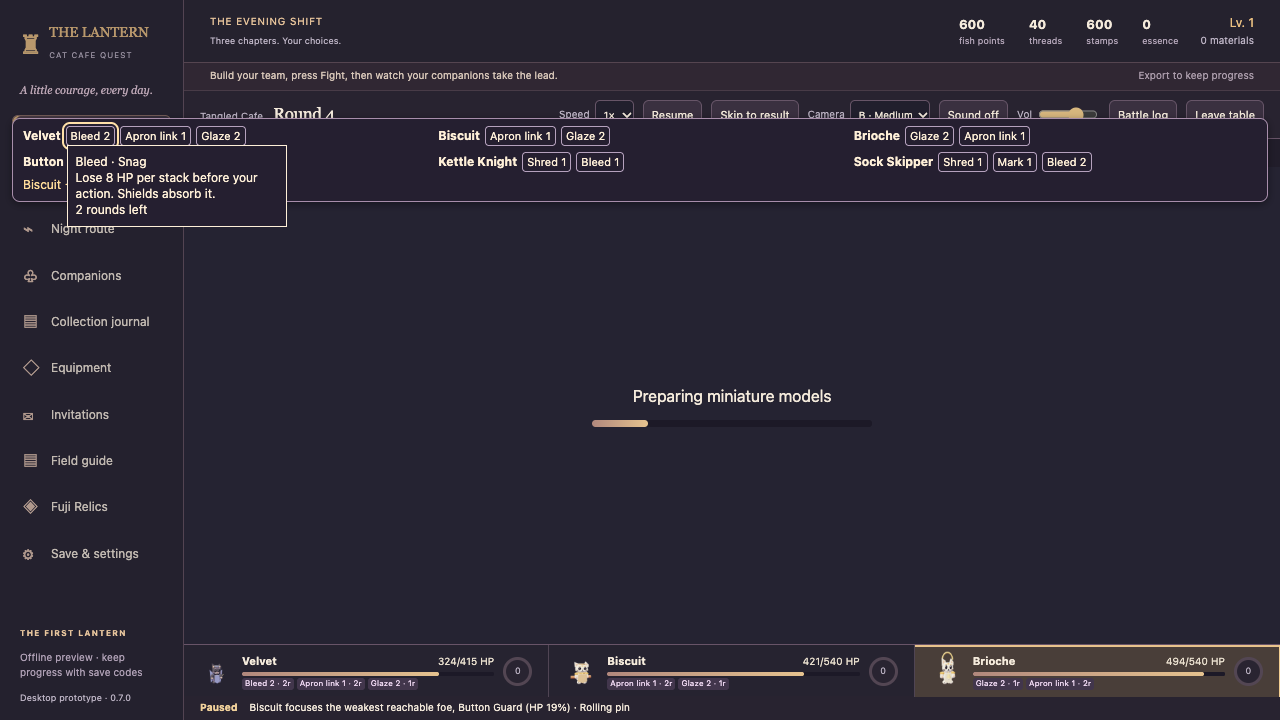 THE LANTERN
CAT CAFE QUEST
A little courage, every day.
THE EVENING SHIFT
Three chapters. Your choices.
600 fish points
40 threads
600 stamps
0 essence
Lv. 1
0 materials
Build your team, press Fight, then watch your companions take the lead.
Export to keep progress
Tangled Cafe Round 4
Speed 1x Resume Skip to result Camera B · Medium Sound off Vol Battle log Leave table
Velvet Bleed 2 Apron link 1 Glaze 2
Biscuit Apron link 1 Glaze 2
Brioche Glaze 2 Apron link 1
Button
Kettle Knight Shred 1 Bleed 1
Sock Skipper Shred 1 Mark 1 Bleed 2
Biscuit
Bleed · Snag
Lose 8 HP per stack before your
action. Shields absorb it.
2 rounds left
Night route
Companions
Collection journal
Equipment
Invitations
Field guide
Fuji Relics
Save & settings
Preparing miniature models
THE FIRST LANTERN
Offline preview · keep
progress with save codes
Desktop prototype · 0.7.0
Velvet 324/415 HP 0
Bleed 2 · 2r Apron link 1 · 2r Glaze 2 · 1r
Biscuit 421/540 HP 0
Apron link 1 · 2r Glaze 2 · 1r
Brioche 494/540 HP 0
Glaze 2 · 1r Apron link 1 · 2r
Paused Biscuit focuses the weakest reachable foe, Button Guard (HP 19%) · Rolling pin